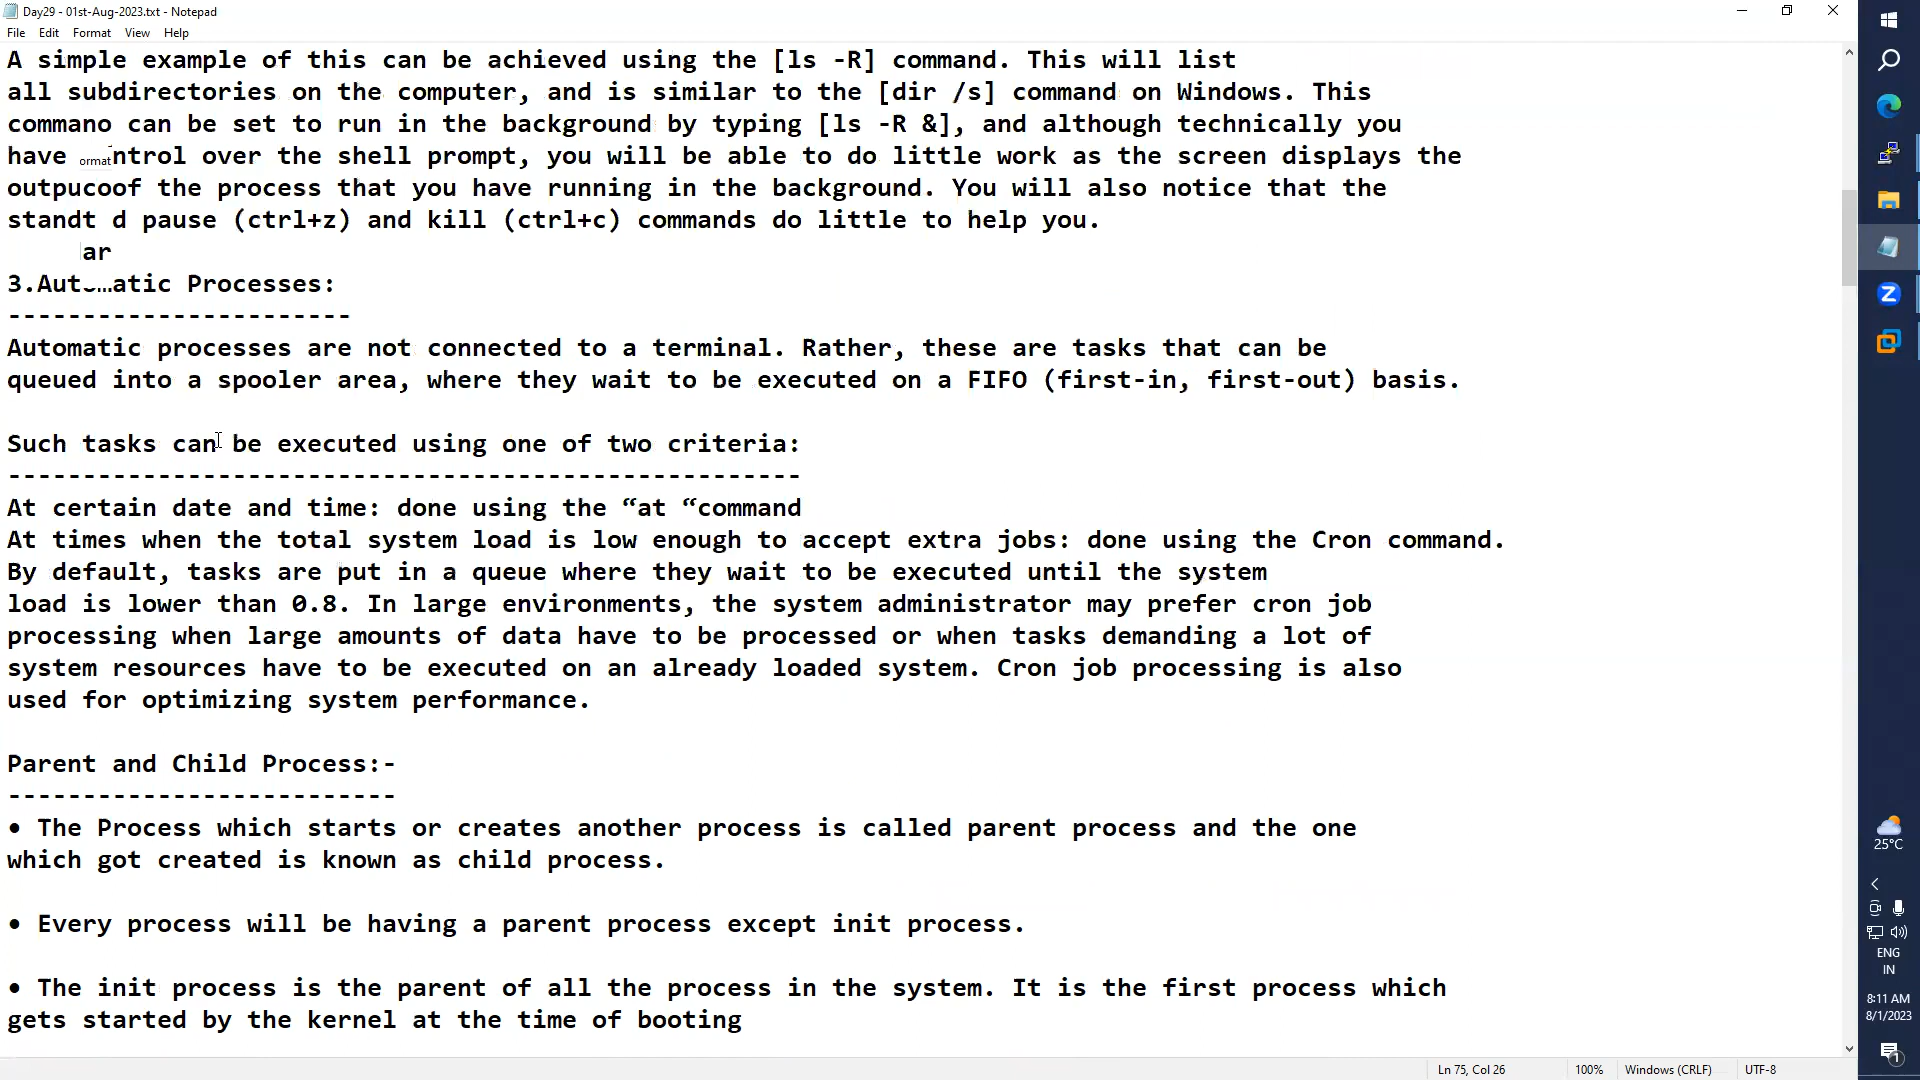 Day29 - 01st-Aug-2023.txt - Notepad
File Edit Format View Help
A simple example of this can be achieved using the [ls -R] command. This will list
all subdirectories on the computer, and is similar to the [dir /s] command on Windows. This
commano can be set to run in the background by typing [ls -R &], and although technically you
have ormat ntrol over the shell prompt, you will be able to do little work as the screen displays the
outpucoof the process that you have running in the background. You will also notice that the
standt d pause (ctrl+z) and kill (ctrl+c) commands do little to help you.
ar
3.Automatic Processes:
-----------------------
Automatic processes are not connected to a terminal. Rather, these are tasks that can be
queued into a spooler area, where they wait to be executed on a FIFO (first-in, first-out) basis.
Such tasks can be executed using one of two criteria:
-----------------------------------------------------
At certain date and time: done using the “at “command
At times when the total system load is low enough to accept extra jobs: done using the Cron command.
By default, tasks are put in a queue where they wait to be executed until the system
load is lower than 0.8. In large environments, the system administrator may prefer cron job
processing when large amounts of data have to be processed or when tasks demanding a lot of
system resources have to be executed on an already loaded system. Cron job processing is also
used for optimizing system performance.
Parent and Child Process:-
--------------------------
• The Process which starts or creates another process is called parent process and the one
which got created is known as child process.
• Every process will be having a parent process except init process.
• The init process is the parent of all the process in the system. It is the first process which
gets started by the kernel at the time of booting
Ln 75, Col 26 100% Windows (CRLF) UTF-8
25°C
ENG
IN
8:11 AM
8/1/2023
1